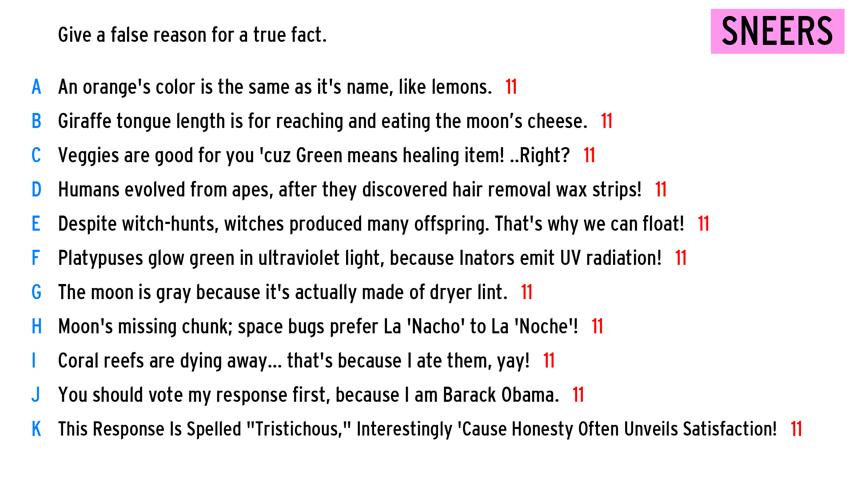 Give a false reason for a true fact.
SNEERS
A An orange's color is the same as it's name, like lemons. 11
B Giraffe tongue length is for reaching and eating the moon’s cheese. 11
C Veggies are good for you 'cuz Green means healing item! ..Right? 11
D Humans evolved from apes, after they discovered hair removal wax strips! 11
E Despite witch-hunts, witches produced many offspring. That's why we can float! 11
F Platypuses glow green in ultraviolet light, because Inators emit UV radiation! 11
G The moon is gray because it's actually made of dryer lint. 11
H Moon's missing chunk; space bugs prefer La 'Nacho' to La 'Noche'! 11
I Coral reefs are dying away... that's because I ate them, yay! 11
J You should vote my response first, because I am Barack Obama. 11
K This Response Is Spelled "Tristichous," Interestingly 'Cause Honesty Often Unveils Satisfaction! 11